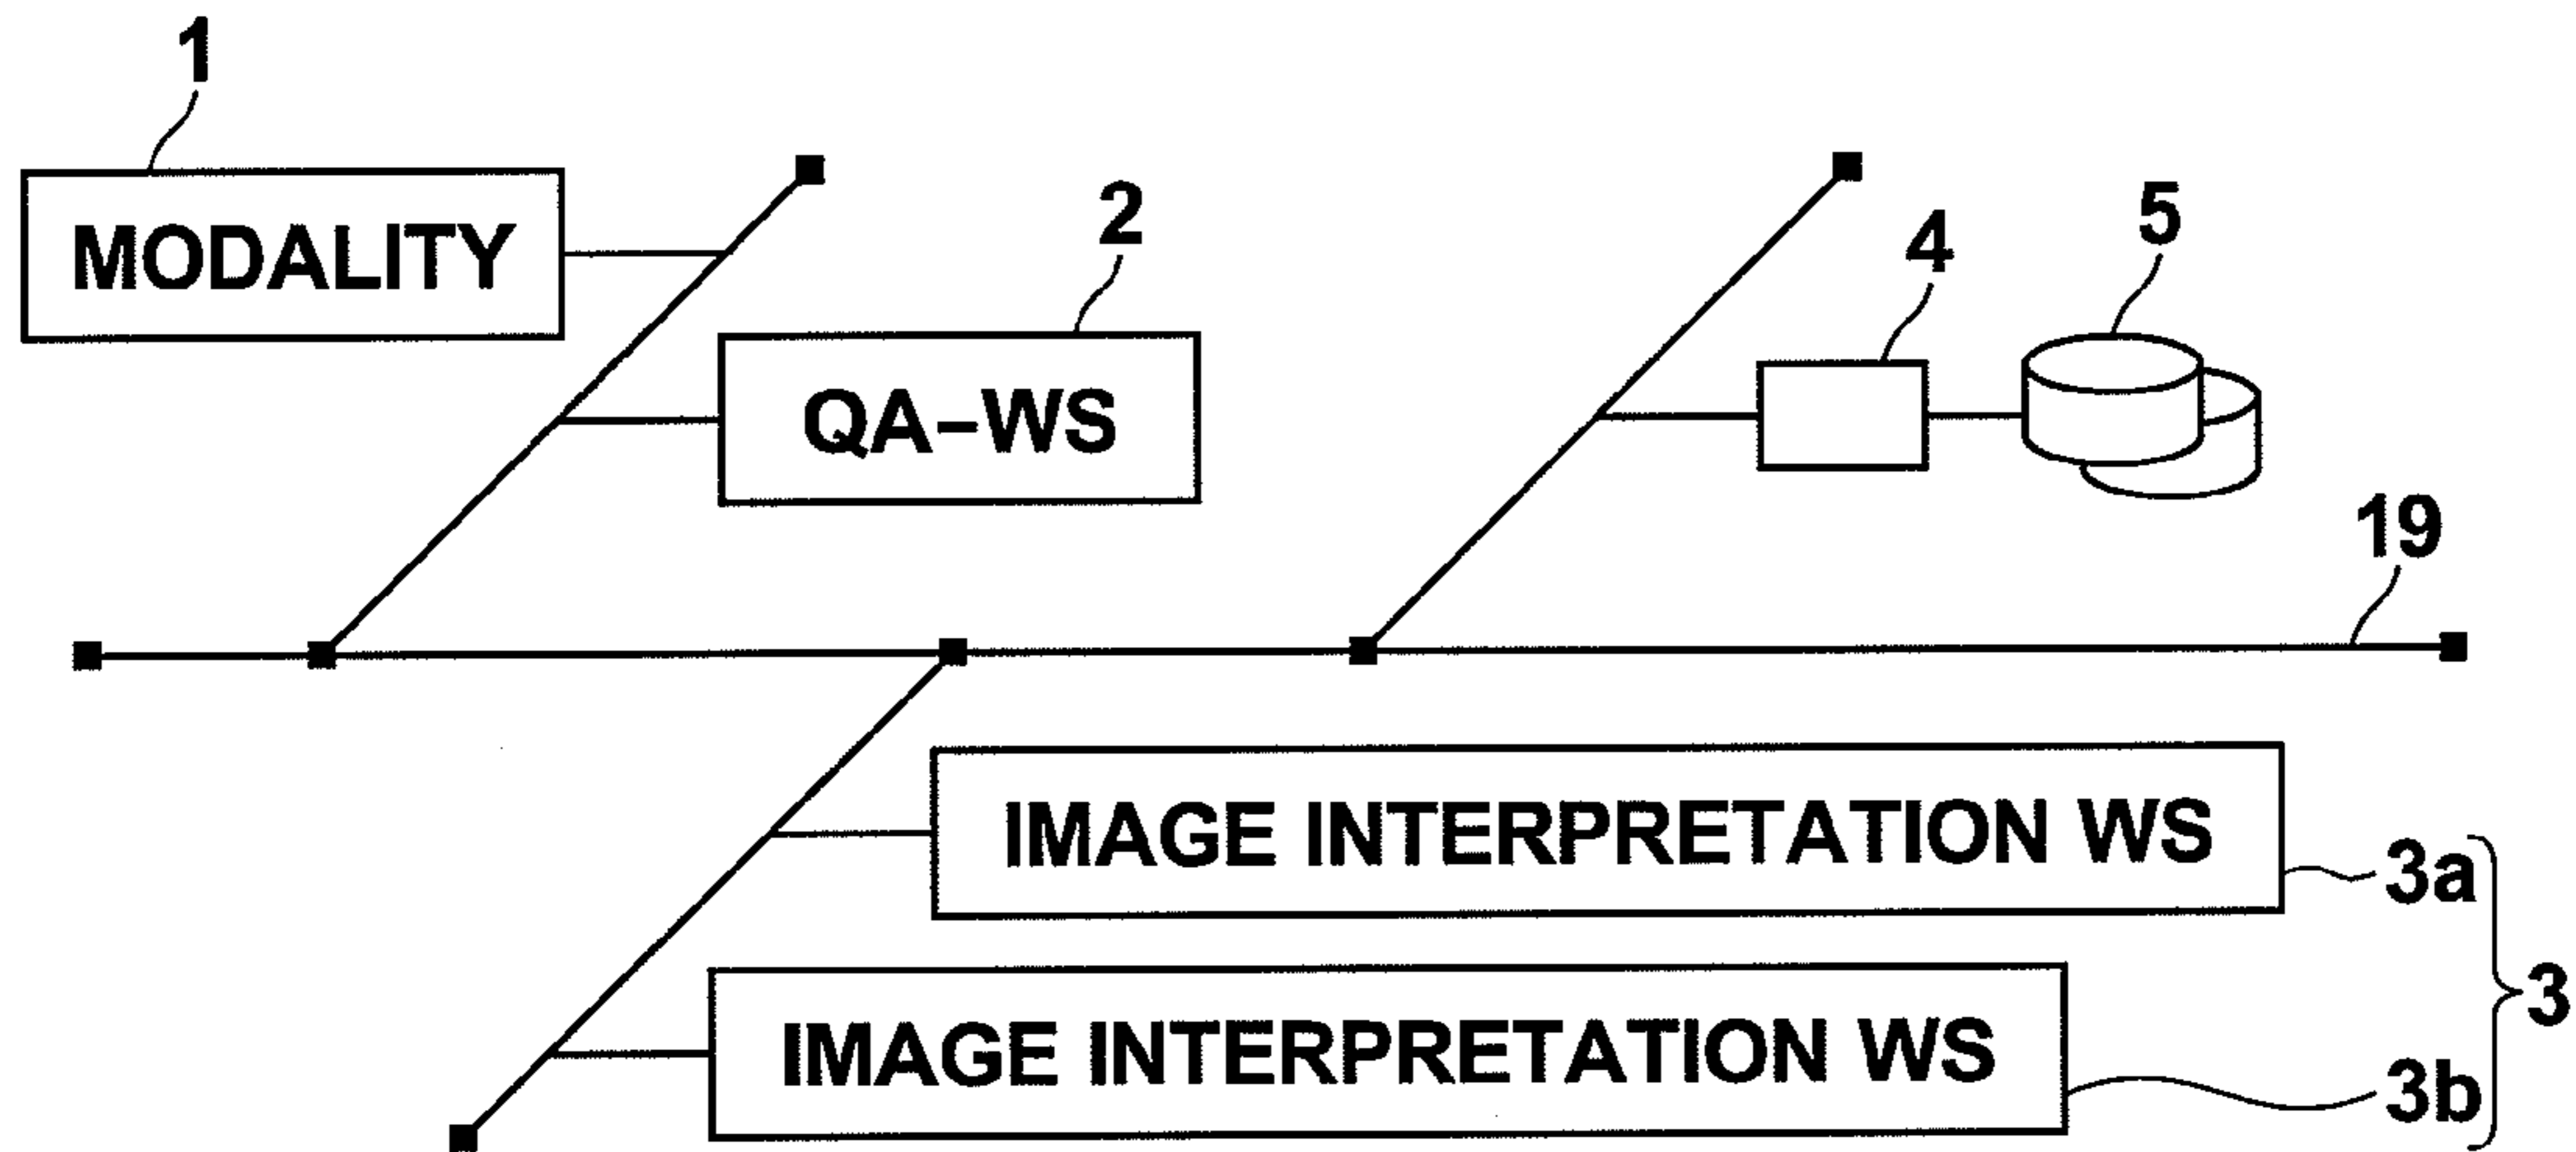 1
MODALITY
2
QA-WS
4
5
19
IMAGE INTERPRETATION WS
3a
3
IMAGE INTERPRETATION WS
3b